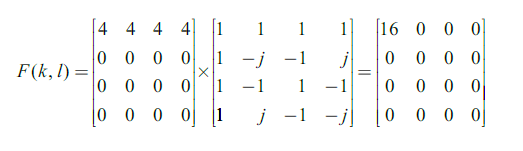 4 4 4 4 1 1 1 1 16 0 0 0
0 0 0 0 1 -j -1 j 0 0 0 0
F(k, l) = × =
0 0 0 0 1 -1 1 -1 0 0 0 0
0 0 0 0 1 j -1 -j 0 0 0 0